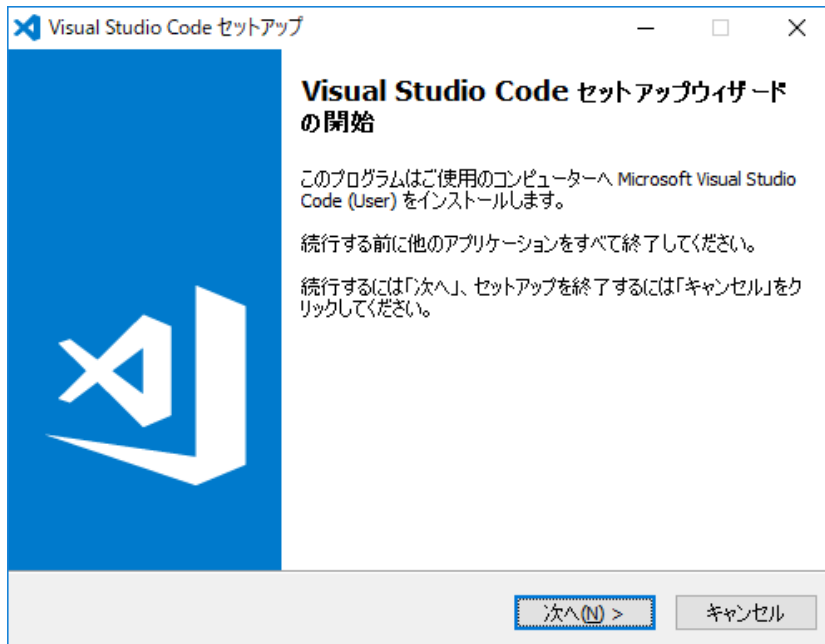 Visual Studio Code セットアップ
Visual Studio Code セットアップウィザード
の開始
このプログラムはご使用のコンピューターへ Microsoft Visual Studio
Code (User) をインストールします。
続行する前に他のアプリケーションをすべて終了してください。
続行するには「次へ」、セットアップを終了するには「キャンセル」をク
リックしてください。
次へ(N) >
キャンセル